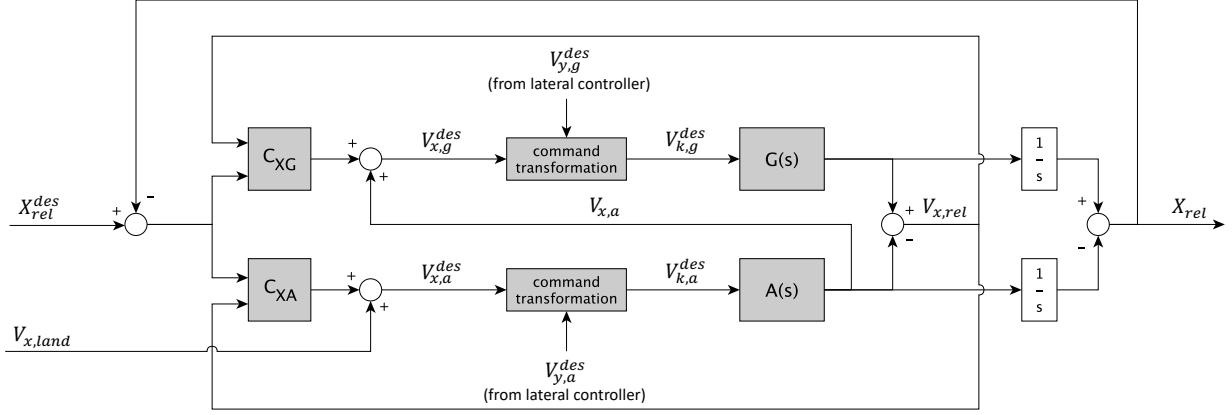 V_{y,g}^{des}
(from lateral controller)
C_{XG}
+
+
V_{x,g}^{des}
command
transformation
V_{k,g}^{des}
G(s)
1
s
-
+
X_{rel}^{des}
V_{x,a}
+
-
V_{x,rel}
+
-
X_{rel}
C_{XA}
+
+
V_{x,a}^{des}
command
transformation
V_{k,a}^{des}
A(s)
1
s
V_{x,land}
V_{y,a}^{des}
(from lateral controller)